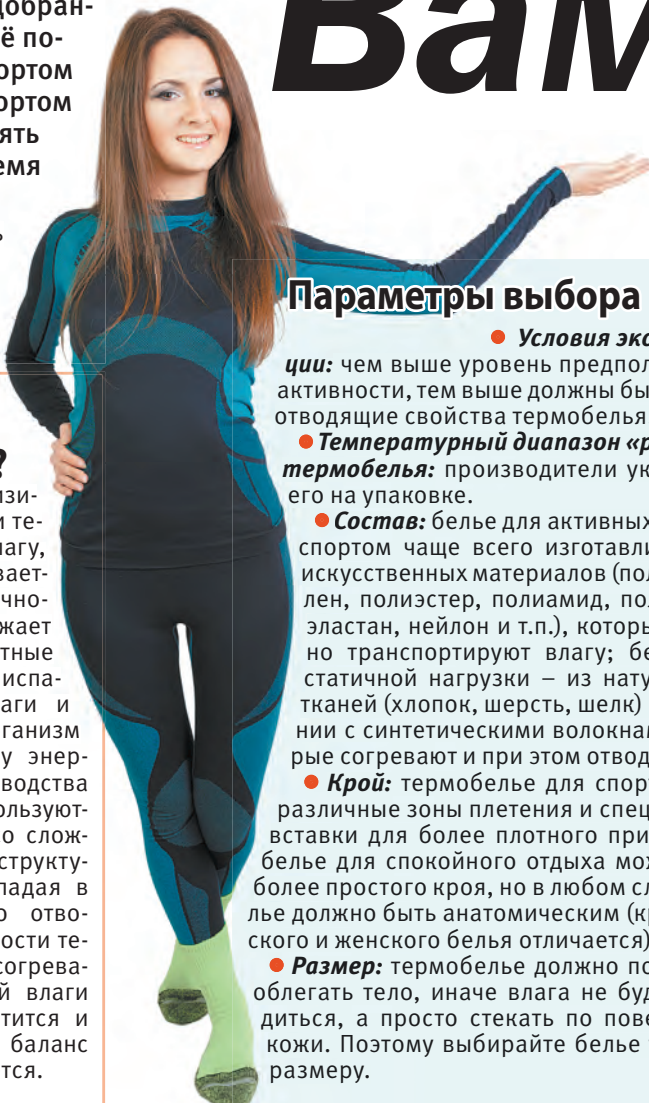 Вам
добран-
ё по-
ортом
ортом
ять
емя
?
изи-
и те-
лагу,
вает-
чно-
жает
тные
испа-
аги и
ганизм
у энер-
водства
ользуют-
о слож-
структу-
падая в
о отво-
ости те-
согрева-
й влаги
тится и
баланс
тся.
Параметры выбора
● Условия экс
ции: чем выше уровень предпол
активности, тем выше должны бы
отводящие свойства термобелья
● Температурный диапазон «р
термобелья: производители ук
его на упаковке.
● Состав: белье для активных
спортом чаще всего изготавли
искусственных материалов (пол
лен, полиэстер, полиамид, пол
эластан, нейлон и т.п.), которы
но транспортируют влагу; бе
статичной нагрузки – из нату
тканей (хлопок, шерсть, шелк)
нии с синтетическими волокнам
рые согревают и при этом отвод
● Крой: термобелье для спор
различные зоны плетения и спец
вставки для более плотного при
белье для спокойного отдыха мож
более простого кроя, но в любом сл
лье должно быть анатомическим (кр
ского и женского белья отличается)
● Размер: термобелье должно по
облегать тело, иначе влага не буд
диться, а просто стекать по пове
кожи. Поэтому выбирайте белье
размеру.